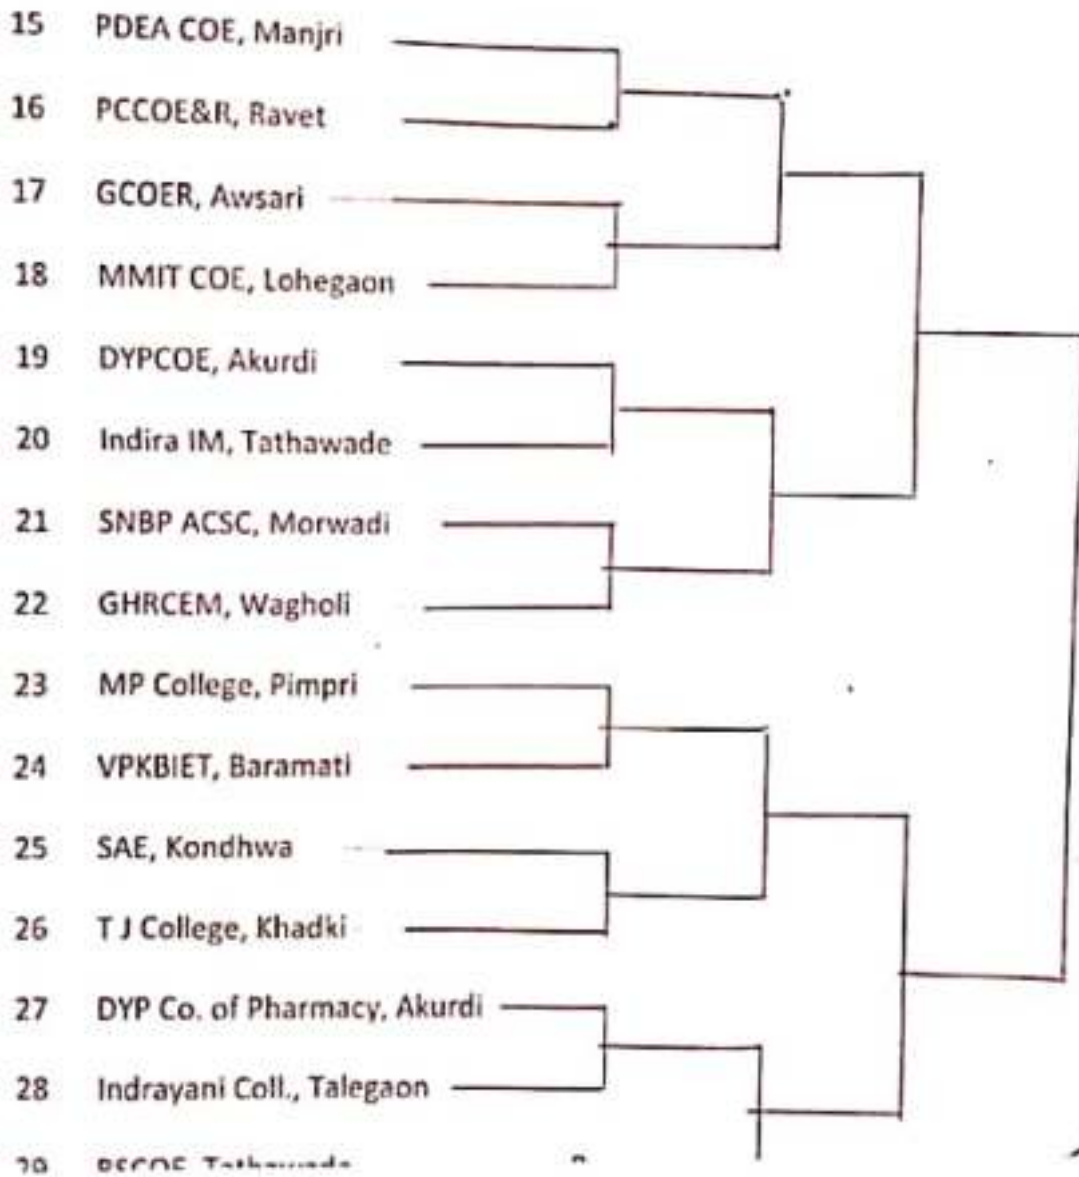 15 PDEA COE, Manjri
16 PCCOE&R, Ravet
17 GCOER, Awsari
18 MMIT COE, Lohegaon
19 DYPCOE, Akurdi
20 Indira IM, Tathawade
21 SNBP ACSC, Morwadi
22 GHRCEM, Wagholi
23 MP College, Pimpri
24 VPKBIET, Baramati
25 SAE, Kondhwa
26 T J College, Khadki
27 DYP Co. of Pharmacy, Akurdi
28 Indrayani Coll., Talegaon